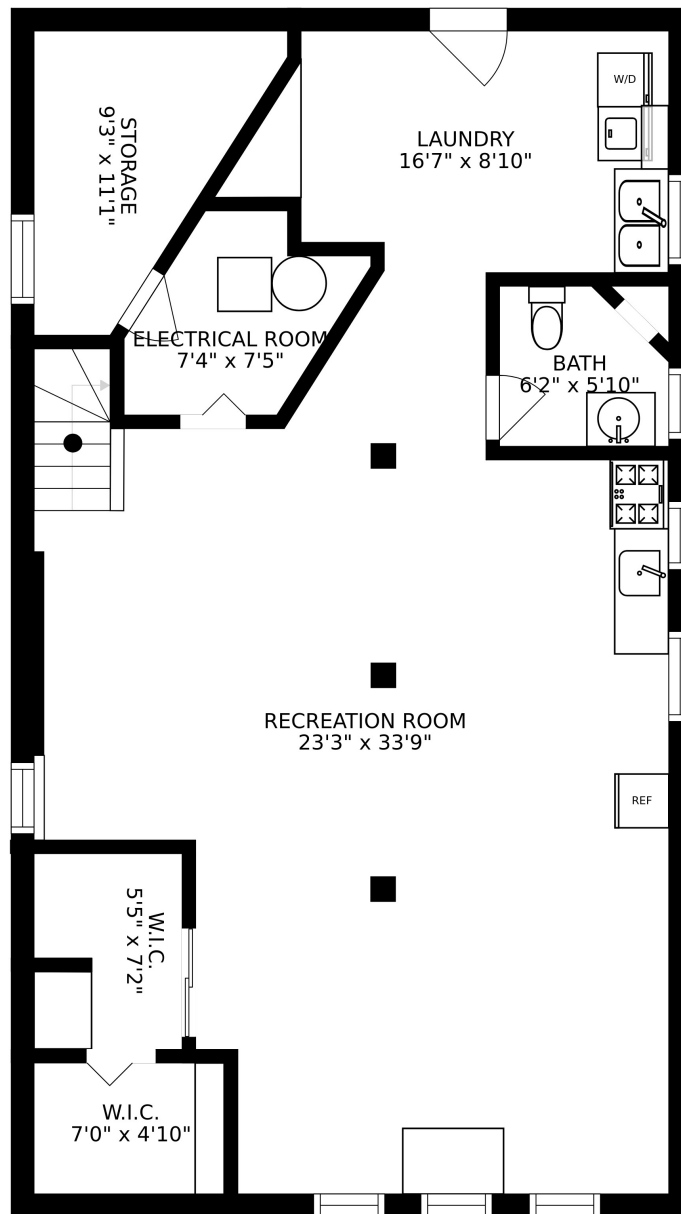 STORAGE
9'3" x 11'1"
LAUNDRY
16'7" x 8'10"
W/D
ELECTRICAL ROOM
7'4" x 7'5"
BATH
6'2" x 5'10"
RECREATION ROOM
23'3" x 33'9"
REF
W.I.C.
5'5" x 7'2"
W.I.C.
7'0" x 4'10"